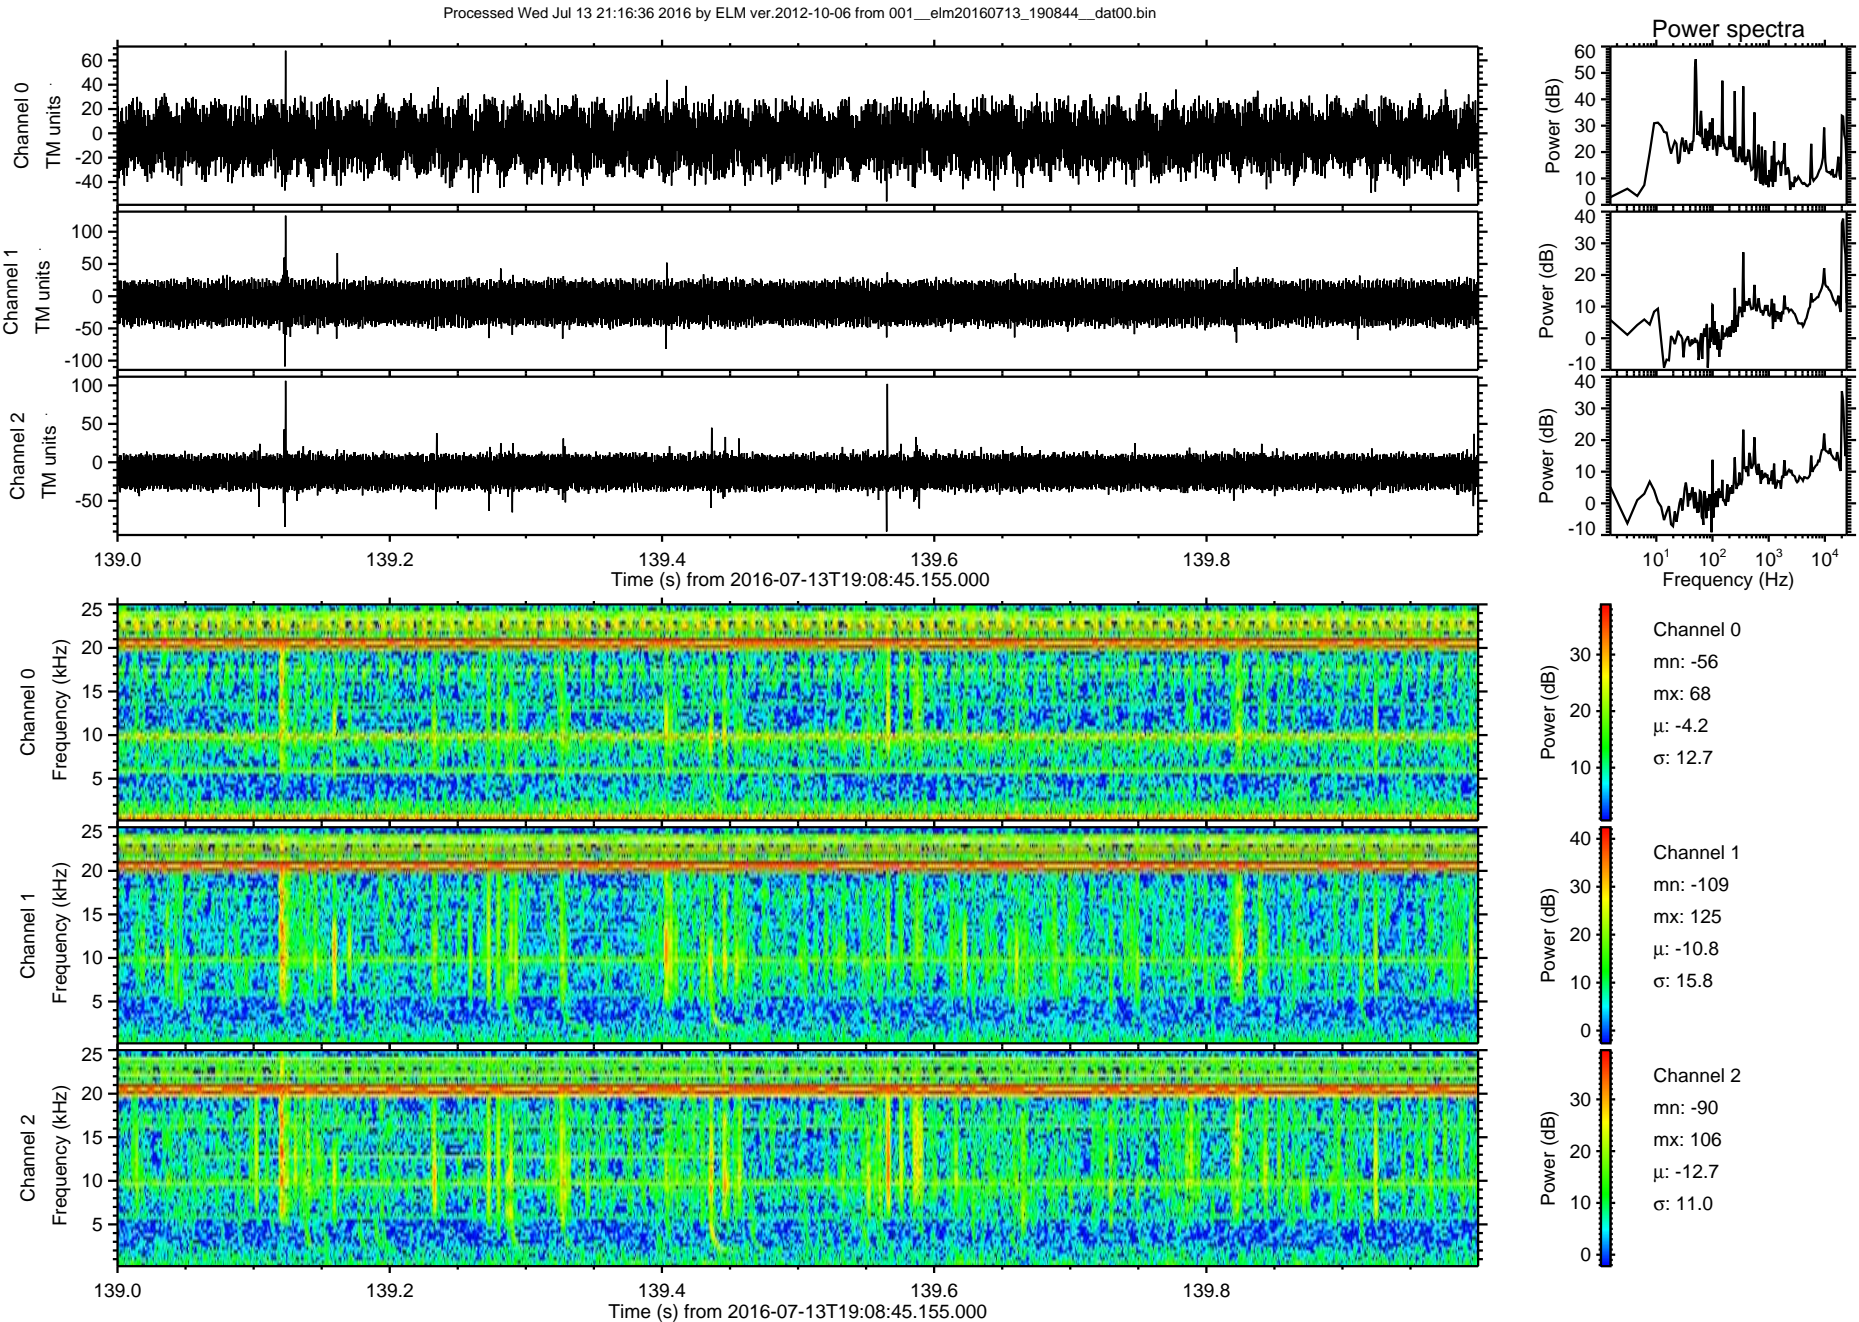 Processed Wed Jul 13 21:16:36 2016 by ELM ver.2012-10-06 from 001__elm20160713_190844__dat00.bin
Power spectra
Channel 0
TM units
60
40
20
0
-20
-40
Power (dB)
60
50
40
30
20
10
0
Channel 1
TM units
100
50
0
-50
-100
Power (dB)
40
30
20
10
0
-10
Channel 2
TM units
100
50
0
-50
Power (dB)
40
30
20
10
0
-10
139.0 139.2 139.4 139.6 139.8
Time (s) from 2016-07-13T19:08:45.155.000
10^1 10^2 10^3 10^4
Frequency (Hz)
Channel 0
Frequency (kHz)
25
20
15
10
5
Power (dB)
30
20
10
Channel 0
mn: -56
mx: 68
μ: -4.2
σ: 12.7
Channel 1
Frequency (kHz)
25
20
15
10
5
Power (dB)
40
30
20
10
0
Channel 1
mn: -109
mx: 125
μ: -10.8
σ: 15.8
Channel 2
Frequency (kHz)
25
20
15
10
5
Power (dB)
30
20
10
0
Channel 2
mn: -90
mx: 106
μ: -12.7
σ: 11.0
139.0 139.2 139.4 139.6 139.8
Time (s) from 2016-07-13T19:08:45.155.000